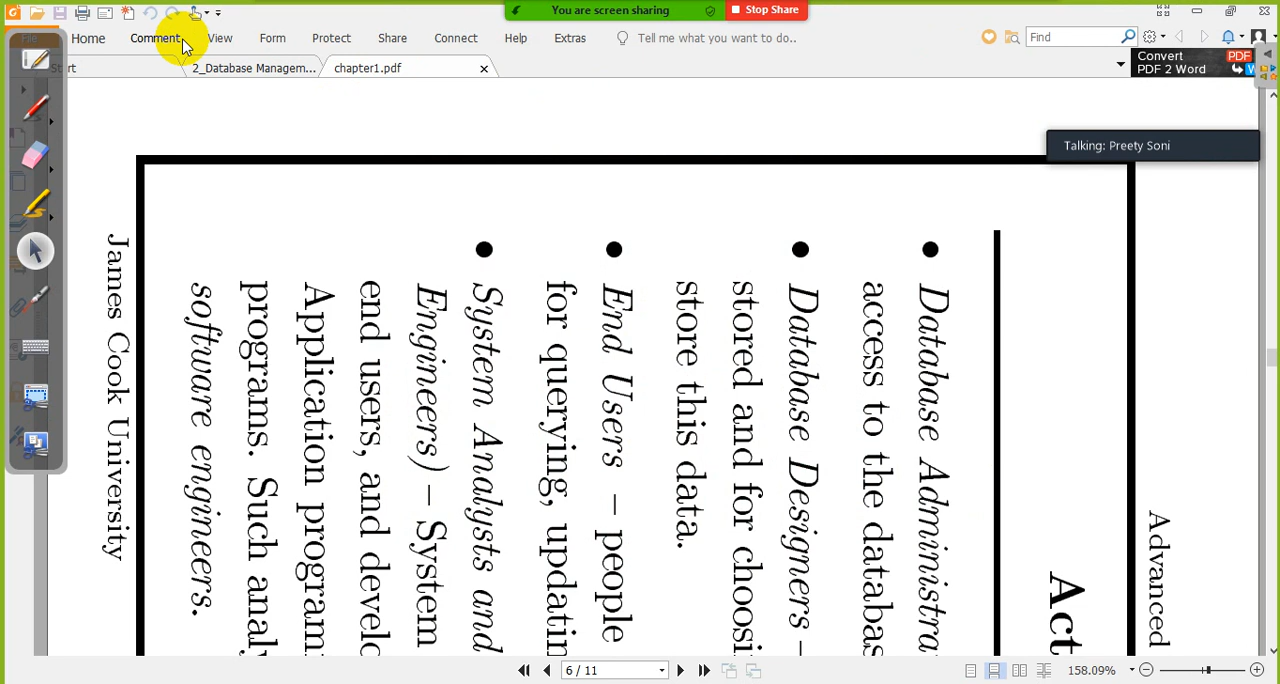 You are screen sharing Stop Share
File Home Comment View Form Protect Share Connect Help Extras Tell me what you want to do.. Find
Start 2_Database Managem... chapter1.pdf
Convert
PDF 2 Word
PDF
Talking: Preety Soni
Advanced
Act
• Database Administra
access to the databas
• Database Designers –
stored and for choosi
store this data.
• End Users – people
for querying, updatin
• System Analysts and
Engineers) – System
end users, and develo
Application program
programs. Such analy
software engineers.
James Cook University
6 / 11 158.09%